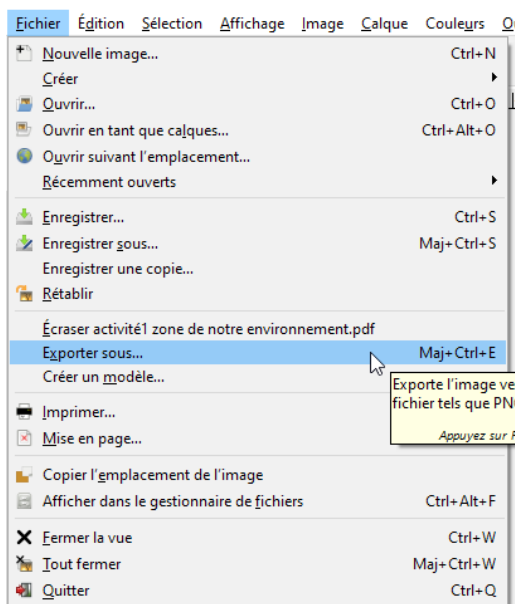 Fichier Édition Sélection Affichage Image Calque Couleurs
Nouvelle image... Ctrl+N
Créer
Ouvrir... Ctrl+O
Ouvrir en tant que calques... Ctrl+Alt+O
Ouvrir suivant l'emplacement...
Récemment ouverts
Enregistrer... Ctrl+S
Enregistrer sous... Maj+Ctrl+S
Enregistrer une copie...
Rétablir
Écraser activité1 zone de notre environnement.pdf
Exporter sous... Maj+Ctrl+E
Créer un modèle...
Exporte l'image ve
fichier tels que PN
Imprimer...
Appuyez sur
Mise en page...
Copier l'emplacement de l'image
Afficher dans le gestionnaire de fichiers Ctrl+Alt+F
Fermer la vue Ctrl+W
Tout fermer Maj+Ctrl+W
Quitter Ctrl+Q